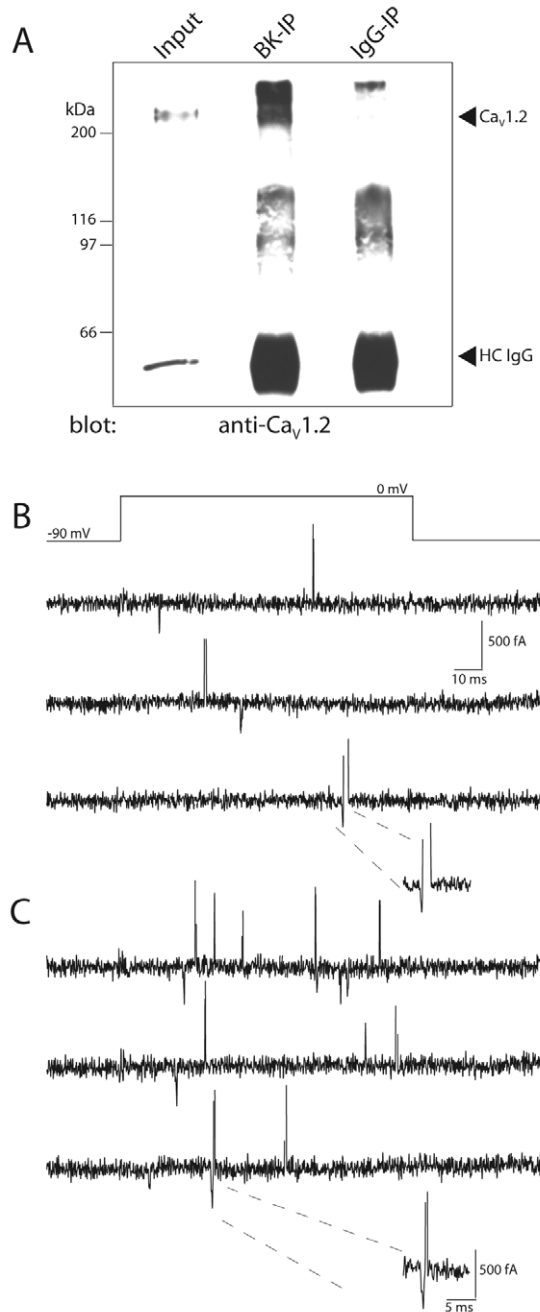 A
Input
BK-IP
IgG-IP
kDa
200
116
97
66
Caᵥ1.2
HC IgG
blot: anti-Caᵥ1.2
B
-90 mV
0 mV
500 fA
10 ms
C
500 fA
5 ms